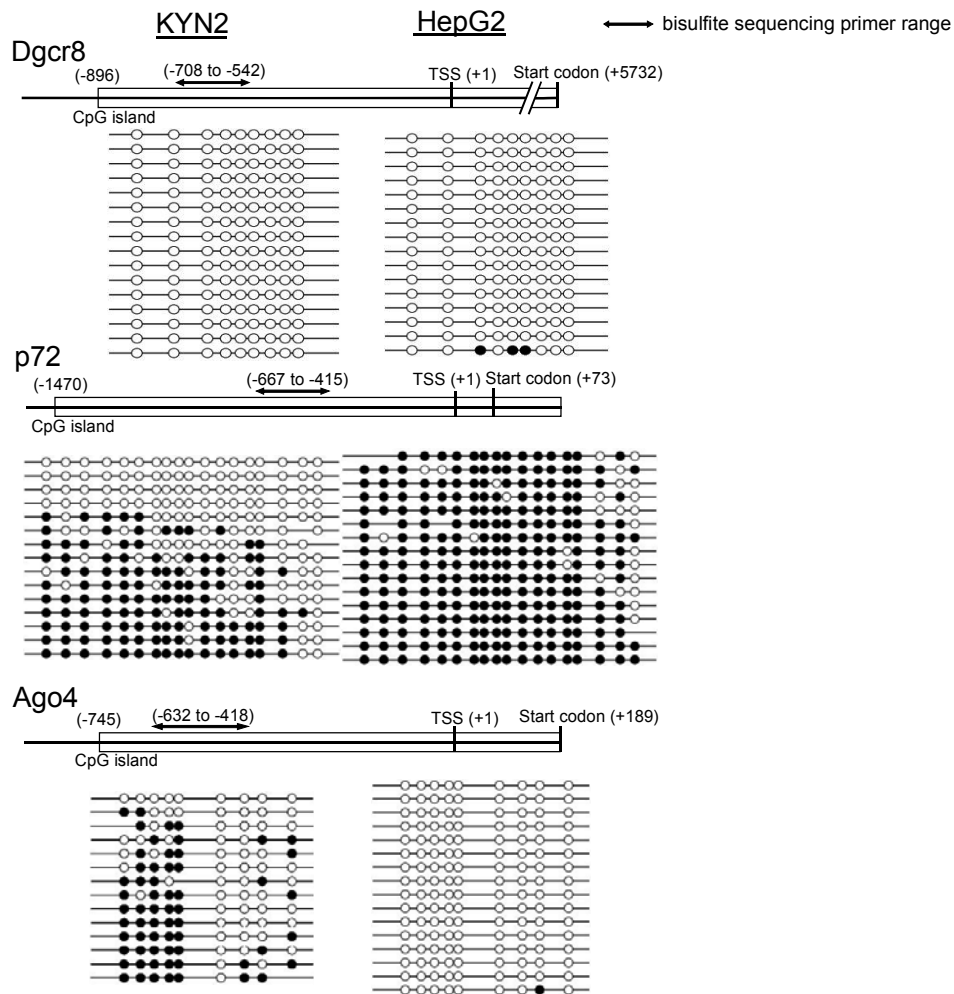 KYN2 HepG2 bisulfite sequencing primer range
Dgcr8
(-896) (-708 to -542) TSS (+1) Start codon (+5732)
CpG island
p72
(-1470) (-667 to -415) TSS (+1) Start codon (+73)
CpG island
Ago4
(-745) (-632 to -418) TSS (+1) Start codon (+189)
CpG island